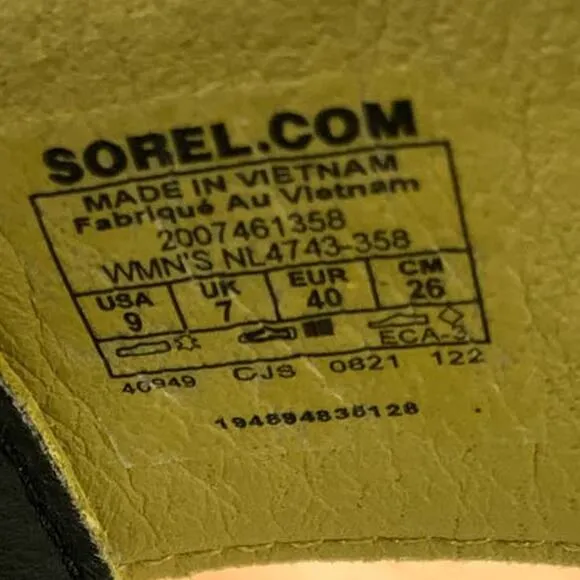 SOREL.COM
MADE IN VIETNAM
Fabriqué Au Vietnam
2007461358
WMN'S NL4743-358
USA UK EUR CM
9 7 40 26
ECA-3
40949 CJS 0821 122
194894836128